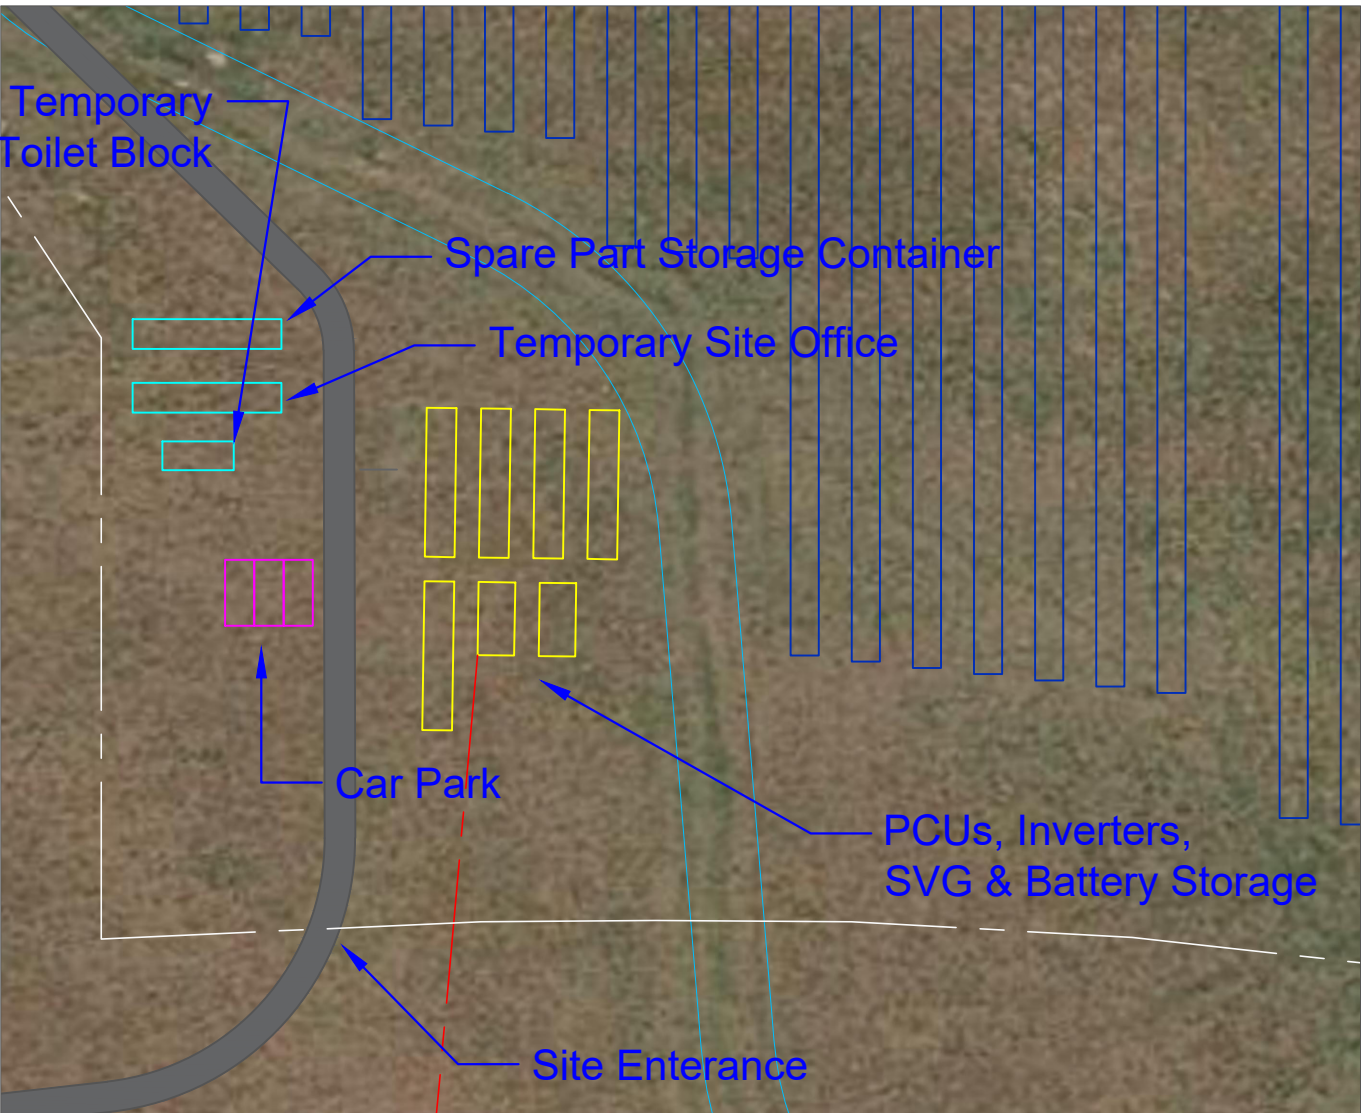 Temporary
Toilet Block
Spare Part Storage Container
Temporary Site Office
Car Park
PCUs, Inverters,
SVG & Battery Storage
Site Enterance